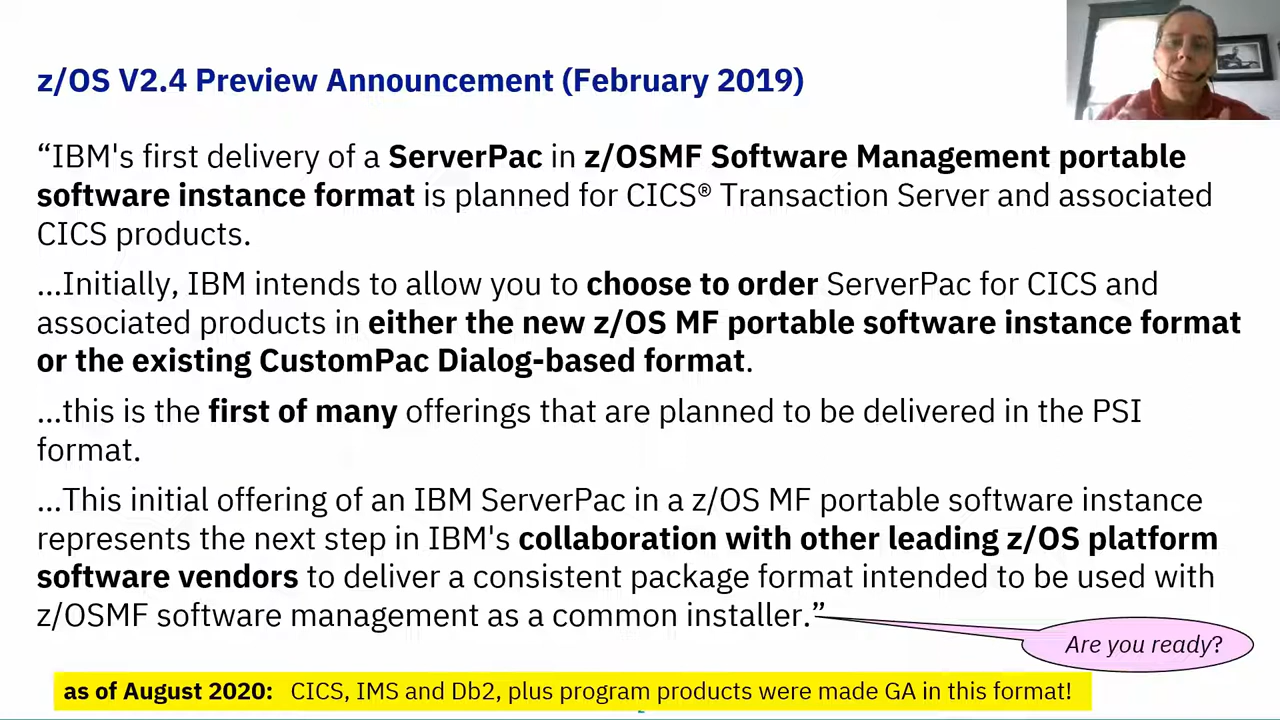 z/OS V2.4 Preview Announcement (February 2019)
“IBM's first delivery of a ServerPac in z/OSMF Software Management portable
software instance format is planned for CICS® Transaction Server and associated
CICS products.
...Initially, IBM intends to allow you to choose to order ServerPac for CICS and
associated products in either the new z/OS MF portable software instance format
or the existing CustomPac Dialog-based format.
...this is the first of many offerings that are planned to be delivered in the PSI
format.
...This initial offering of an IBM ServerPac in a z/OS MF portable software instance
represents the next step in IBM's collaboration with other leading z/OS platform
software vendors to deliver a consistent package format intended to be used with
z/OSMF software management as a common installer.”
Are you ready?
as of August 2020: CICS, IMS and Db2, plus program products were made GA in this format!